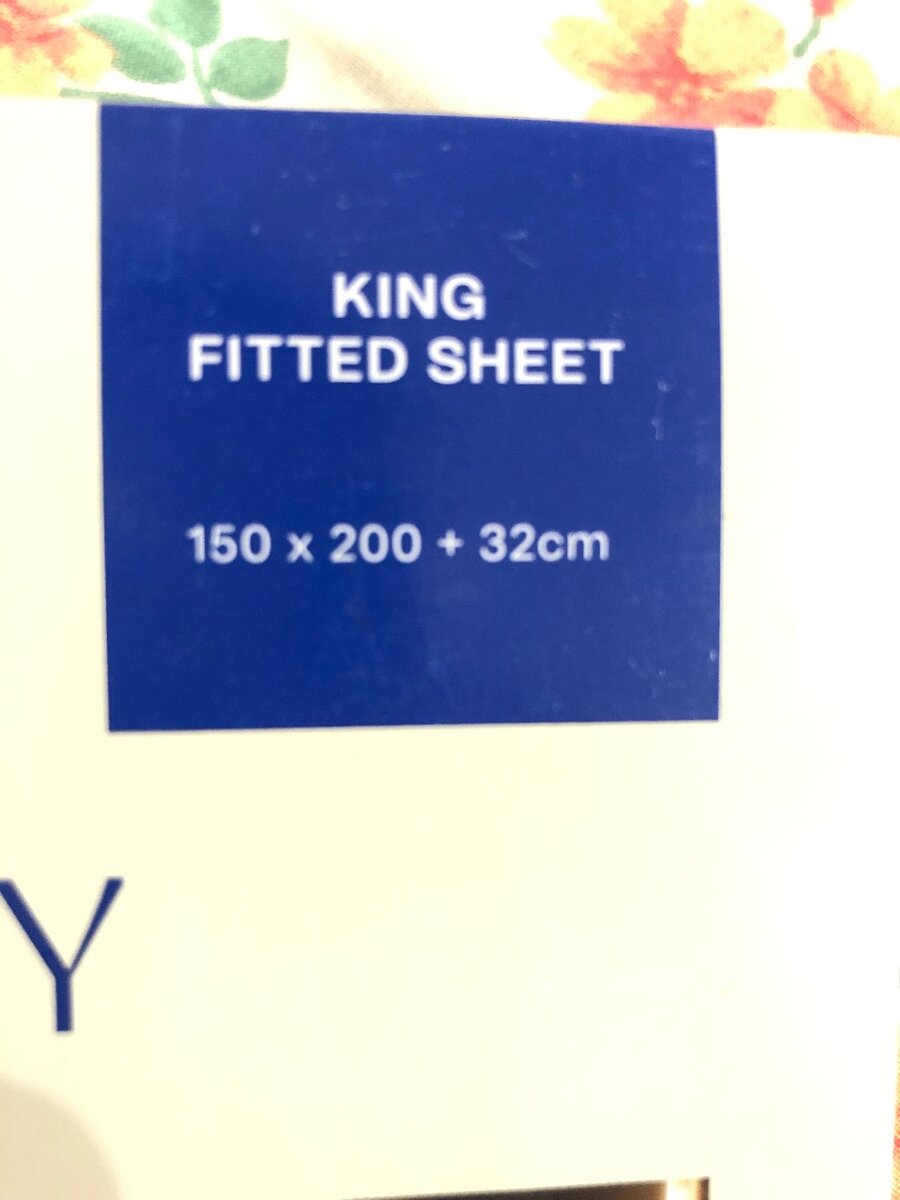 KING
FITTED SHEET
150 x 200 + 32cm
Y